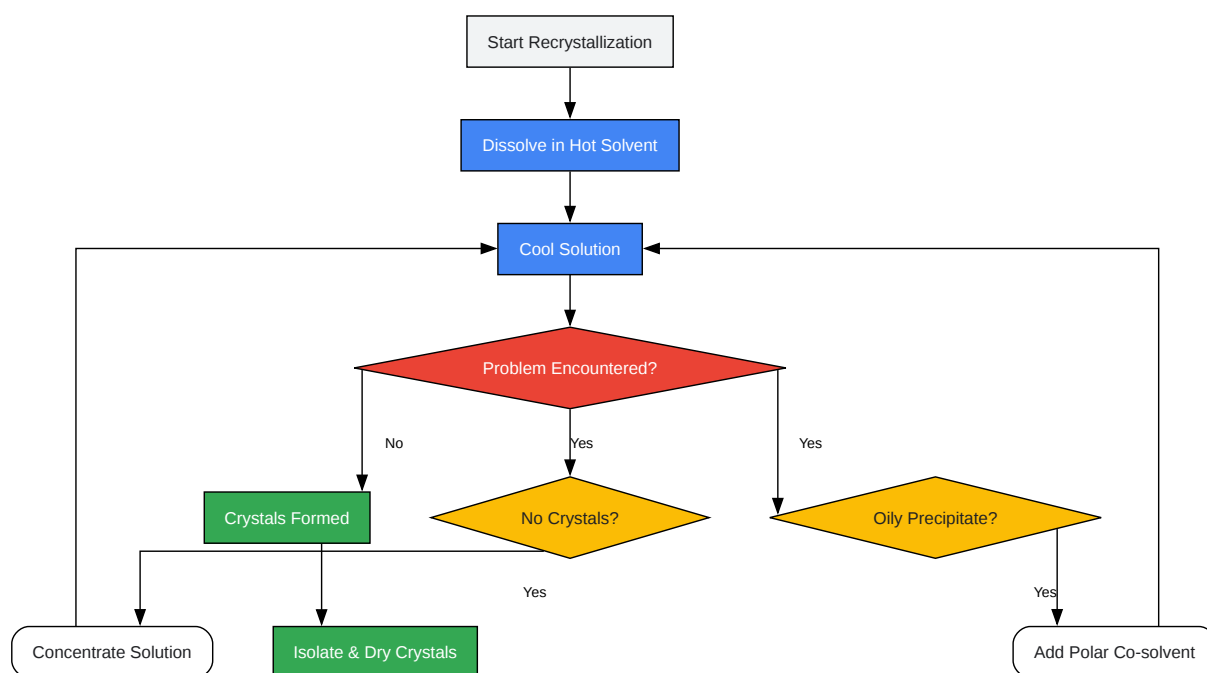 Start Recrystallization
Dissolve in Hot Solvent
Cool Solution
Problem Encountered?
No
Yes
Yes
Crystals Formed
No Crystals?
Oily Precipitate?
Yes
Yes
Concentrate Solution
Isolate & Dry Crystals
Add Polar Co-solvent